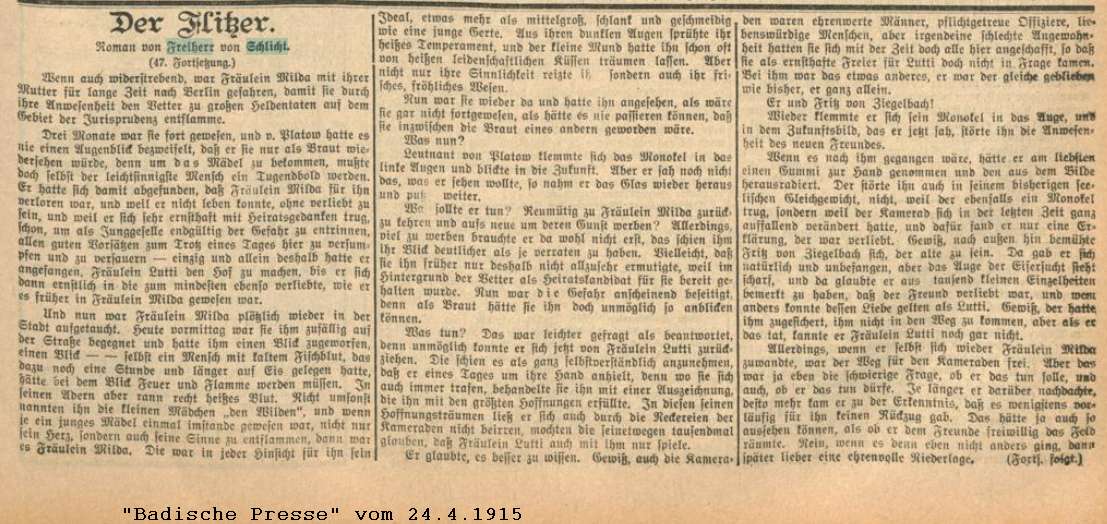 Der Flitzer.
Roman von Freiherr von Schlicht.
(47. Fortsetzung.)
Wenn auch widerstrebend, war Fräulein Milda mit ihrer
Mutter für lange Zeit nach Berlin gefahren, damit sie durch
ihre Anwesenheit den Vetter zu großen Heldentaten auf dem
Gebiet der Jurisprudenz entflamme.
Drei Monate war sie fort gewesen, und v. Platow hatte es
nie einen Augenblick bezweifelt, daß er sie nur als Braut wie-
dersehen würde, denn um das Mädel zu bekommen, mußte
doch selbst der leichtsinnigste Mensch ein Tugendbold werden.
Er hatte sich damit abgefunden, daß Fräulein Milda für ihn
verloren war, und weil er nicht leben konnte, ohne verliebt zu
sein, und weil er sich sehr ernsthaft mit Heiratsgedanken trug,
schon, um als Junggeselle endgültig der Gefahr zu entrinnen,
allen guten Vorsätzen zum Trotz eines Tages hier zu versum-
pfen und zu versauern — einzig und allein deshalb hatte er
angefangen, Fräulein Lutti den Hof zu machen, bis er sich
dann ernstlich in die zum mindesten ebenso verliebte, wie er
es früher in Fräulein Milda gewesen war.
Und nun war Fräulein Milda plötzlich wieder in der
Stadt aufgetaucht. Heute vormittag war sie ihm zufällig auf
der Straße begegnet und hatte ihm einen Blick zugeworfen,
einen Blick — — selbst ein Mensch mit kaltem Fischblut, das
dazu noch eine Stunde und länger auf Eis gelegen hatte,
hätte bei dem Blick Feuer und Flamme werden müssen. In
seinen Adern aber rann recht heißes Blut. Nicht umsonst
nannten ihn die kleinen Mädchen „den Wilden“, und wenn
je ein junges Mädel einmal imstande gewesen war, nicht nur
sein Herz, sondern auch seine Sinne zu entflammen, dann war
es Fräulein Milda. Die war in jeder Hinsicht für ihn sein
Ideal, etwas mehr als mittelgroß, schlank und geschmeidig
wie eine junge Gerte. Aus ihren dunklen Augen sprühte ihr
heißes Temperament, und der kleine Mund hatte ihn schon oft
von heißen leidenschaftlichen Küssen träumen lassen. Aber
nicht nur ihre Sinnlichkeit reizte sondern auch ihr fri-
sches, fröhliches Wesen.
Nun war sie wieder da und hatte ihn angesehen, als wäre
sie gar nicht fortgewesen, als hätte es nie passieren können, daß
sie inzwischen die Braut eines andern geworden wäre.
Was nun?
Leutnant von Platow klemmte sich das Monokel in das
linke Augen und blickte in die Zukunft. Aber er sah noch nicht
das, was er sehen wollte, so nahm er das Glas wieder heraus
und weiter.
sollte er tun? Reumütig zu Fräulein Milda zurück-
zu kehren und aufs neue um deren Gunst werben? Allerdings,
viel zu werben brauchte er da wohl nicht erst, das schien ihm
ihr Blick deutlicher als je verraten zu haben. Vielleicht, daß
sie ihn früher nur deshalb nicht allzusehr ermutigte, weil im
Hintergrund der Vetter als Heiratskandidat für sie bereit ge-
halten wurde. Nun war die Gefahr anscheinend beseitigt,
denn als Braut hätte sie ihn doch unmöglich so anblicken
können.
Was tun? Das war leichter gefragt als beantwortet,
denn unmöglich konnte er sich jetzt von Fräulein Lutti zurück-
ziehen. Die schien es als ganz selbstverständlich anzunehmen,
daß er eines Tages um ihre Hand anhielt, denn wo sie sich
auch immer trafen, behandelte sie ihn mit einer Auszeichnung,
die ihn mit den größten Hoffnungen erfüllte. In diesen seinen
Hoffnungsträumen ließ er sich auch durch die Neckereien der
Kameraden nicht beirren, mochten die seinetwegen tausendmal
glauben, daß Fräulein Lutti auch mit ihm nur spiele.
Er glaubte, es besser zu wissen. Gewiß, auch die Kamera-
den waren ehrenwerte Männer, pflichtgetreue Offiziere, lie-
benswürdige Menschen, aber irgendeine schlechte Angewohn-
heit hatten sie sich mit der Zeit doch alle hier angeschafft, so daß
sie als ernsthafte Freier für Lutti doch nicht in Frage kamen.
Bei ihm war das etwas anderes, er war der gleiche geblieben
wie bisher, er ganz allein.
Er und Fritz von Ziegelbach!
Wieder klemmte er sich sein Monokel in das Auge, und
in dem Zukunftsbild, das er jetzt sah, störte ihn die Anwesen-
heit des neuen Freundes.
Wenn es nach ihm gegangen wäre, hätte er am liebsten
einen Gummi zur Hand genommen und den aus dem Bilde
herausradiert. Der störte ihn auch in seinem bisherigen see-
lischen Gleichgewicht, nicht, weil der ebenfalls ein Monokel
trug, sondern weil der Kamerad sich in der letzten Zeit ganz
auffallend verändert hatte, und dafür fand er nur eine Er-
klärung, der war verliebt. Gewiß, nach außen hin bemühte
Fritz von Ziegelbach sich, der alte zu sein. Da gab er sich
natürlich und unbefangen, aber das Auge der Eifersucht sieht
scharf, und da glaubte er aus tausend kleinen Einzelheiten
bemerkt zu haben, daß der Freund verliebt war, und wem
anders konnte dessen Liebe gelten als Lutti. Gewiß, der hatte
ihm zugesichert, ihm nicht in den Weg zu kommen, aber als er
das tat, kannte er Fräulein Lutti noch gar nicht.
Allerdings, wenn er selbst sich wieder Fräulein Milda
zuwandte, war der Weg für den Kameraden frei. Aber das
war ja eben die schwierige Frage, ob er das tun solle, und
auch, ob er das tun dürfe. Je länger er darüber nachdachte,
desto mehr kam er zu der Erkenntnis, daß es wenigstens vor-
läufig für ihn keinen Rückzug gab. Das hätte ja auch so
aussehen können, als ob er dem Freunde freiwillig das Feld
räumte. Nein, wenn es denn eben nicht anders ging, dann
später lieber eine ehrenvolle Niederlage. (Forts. folgt.)
"Badische Presse" vom 24.4.1915